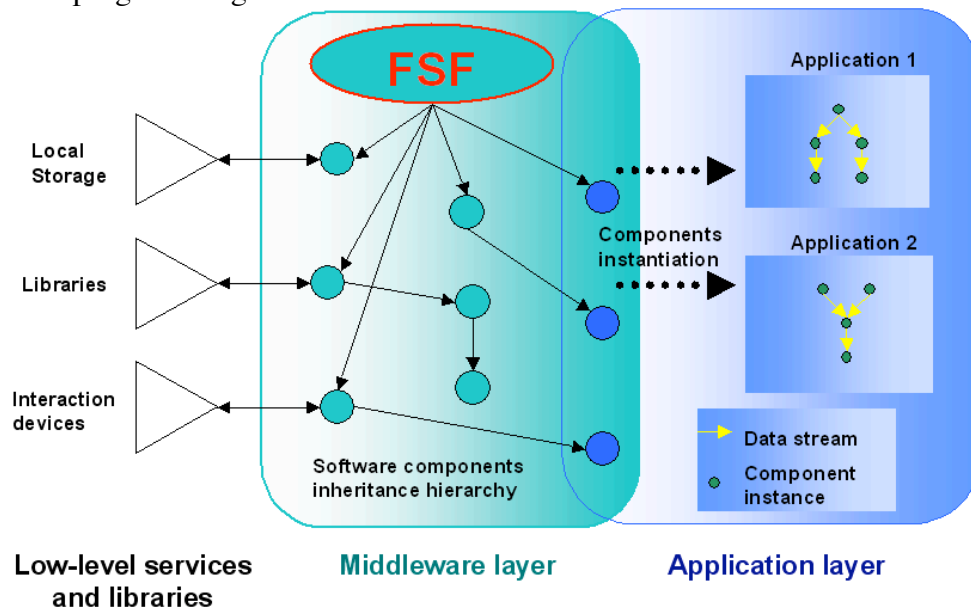 FSF
Application 1
Local
Storage
Components
instantiation
Application 2
Libraries
Interaction
devices
Data stream
Component
instance
Software components
inheritance hierarchy
Low-level services
and libraries
Middleware layer
Application layer